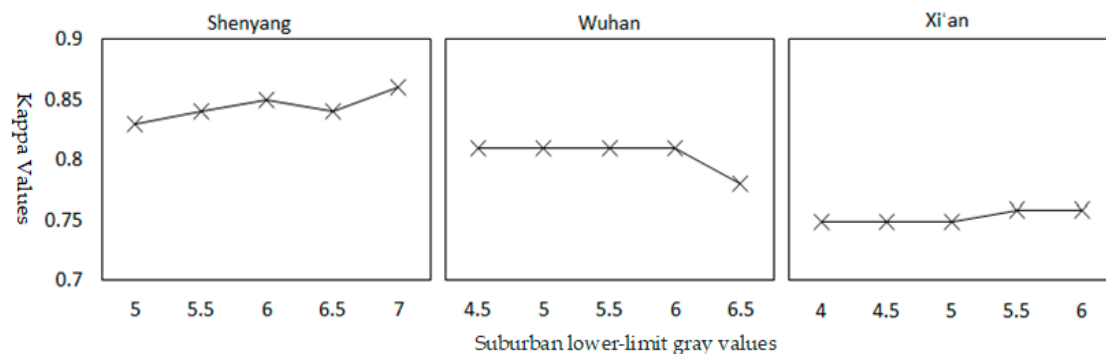 Shenyang Wuhan Xi'an
0.9
0.85
0.8
0.75
0.7
Kappa Values
5 5.5 6 6.5 7 4.5 5 5.5 6 6.5 4 4.5 5 5.5 6
Suburban lower-limit gray values